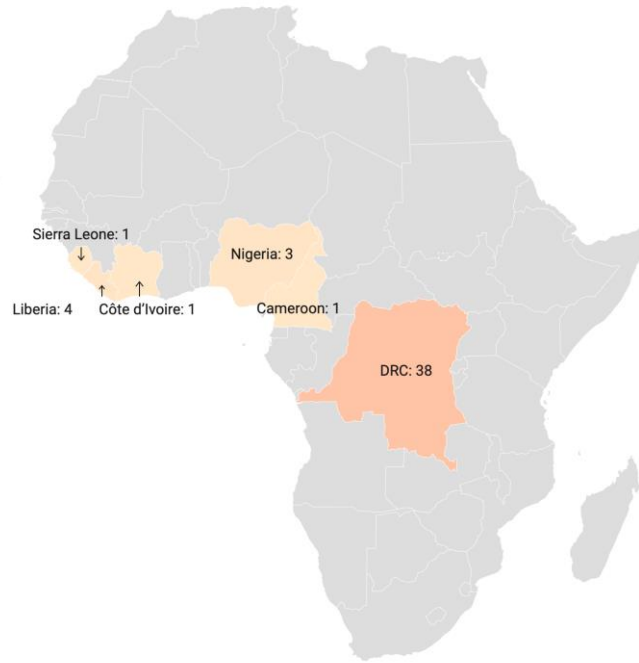 Sierra Leone: 1
Nigeria: 3
Liberia: 4
Côte d'Ivoire: 1
Cameroon: 1
DRC: 38